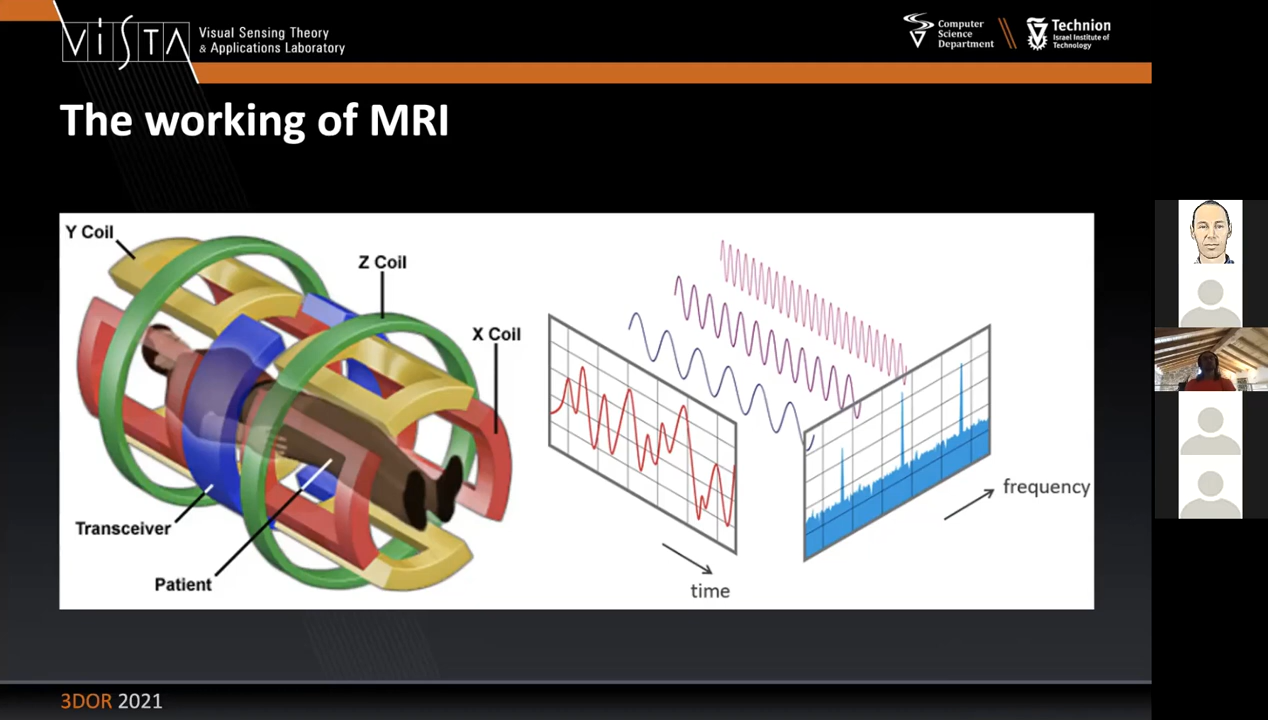 ViSTA
Visual Sensing Theory
& Applications Laboratory
Computer
Science
Department
Technion
Israel Institute of
Technology
The working of MRI
Y Coil
Z Coil
X Coil
Transceiver
Patient
time
frequency
3DOR 2021